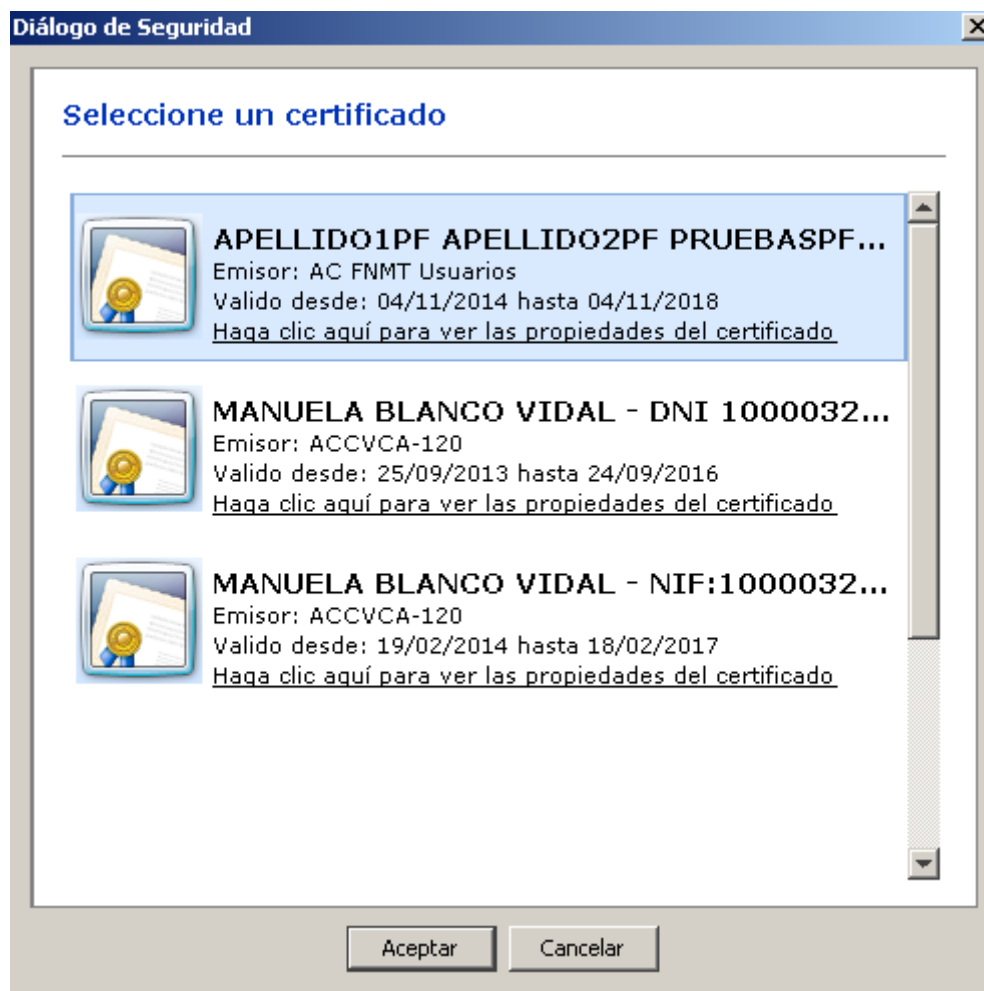 Diálogo de Seguridad
Seleccione un certificado
APELLIDO1PF APELLIDO2PF PRUEBASPF...
Emisor: AC FNMT Usuarios
Valido desde: 04/11/2014 hasta 04/11/2018
Haga clic aquí para ver las propiedades del certificado
MANUELA BLANCO VIDAL - DNI 1000032...
Emisor: ACCVCA-120
Valido desde: 25/09/2013 hasta 24/09/2016
Haga clic aquí para ver las propiedades del certificado
MANUELA BLANCO VIDAL - NIF:1000032...
Emisor: ACCVCA-120
Valido desde: 19/02/2014 hasta 18/02/2017
Haga clic aquí para ver las propiedades del certificado
Aceptar
Cancelar